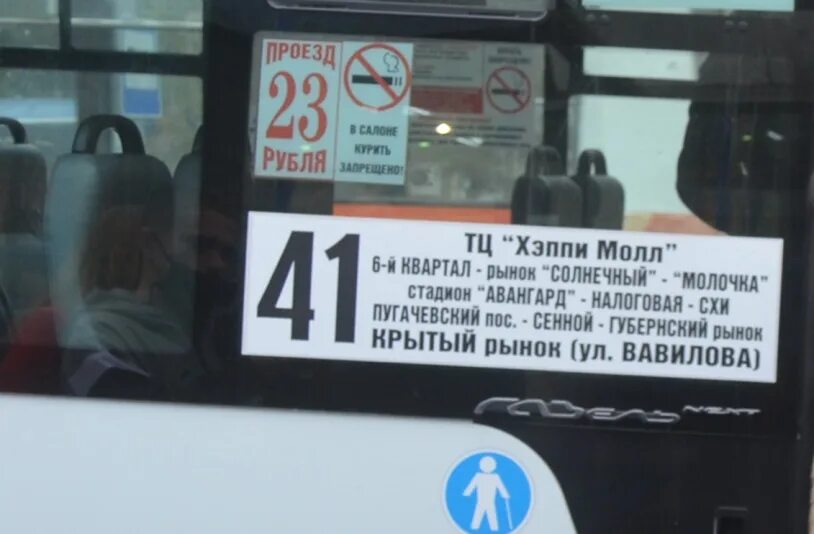 ПРОЕЗД
23
РУБЛЯ
В САЛОНЕ
КУРИТЬ
ЗАПРЕЩЕНО!
41
ТЦ "Хэппи Молл"
6-й КВАРТАЛ - рынок "СОЛНЕЧНЫЙ" - "МОЛОЧКА"
стадион "АВАНГАРД" - НАЛОГОВАЯ - СХИ
ПУГАЧЕВСКИЙ пос. - СЕННОЙ - ГУБЕРНСКИЙ рынок
КРЫТЫЙ рынок (ул. ВАВИЛОВА)
ГАЗель NEXT